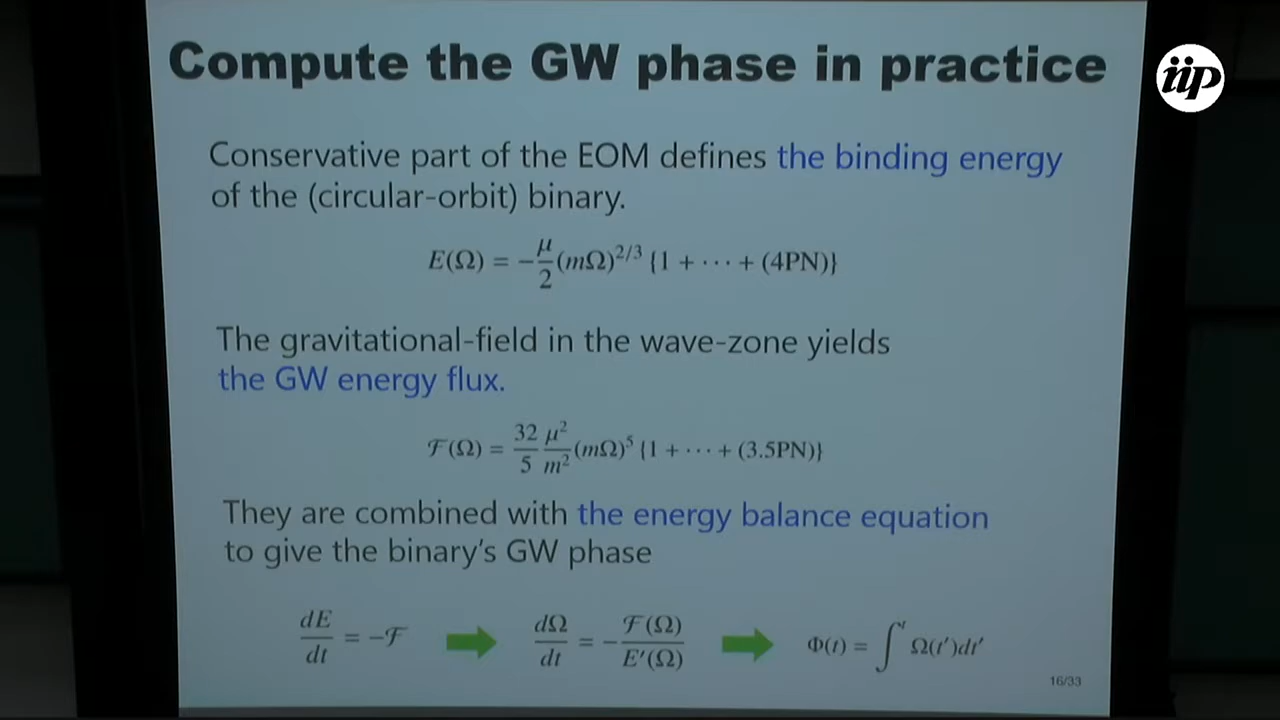 Compute the GW phase in practice
iip
Conservative part of the EOM defines the binding energy
of the (circular-orbit) binary.
E(Ω) = −μ/2 (mΩ)^{2/3} {1 + ⋯ + (4PN)}
The gravitational-field in the wave-zone yields
the GW energy flux.
ℱ(Ω) = 32/5 μ²/m² (mΩ)⁵ {1 + ⋯ + (3.5PN)}
They are combined with the energy balance equation
to give the binary's GW phase
dE/dt = −ℱ dΩ/dt = −ℱ(Ω)/E′(Ω) Φ(t) = ∫^t Ω(t′)dt′
16/33